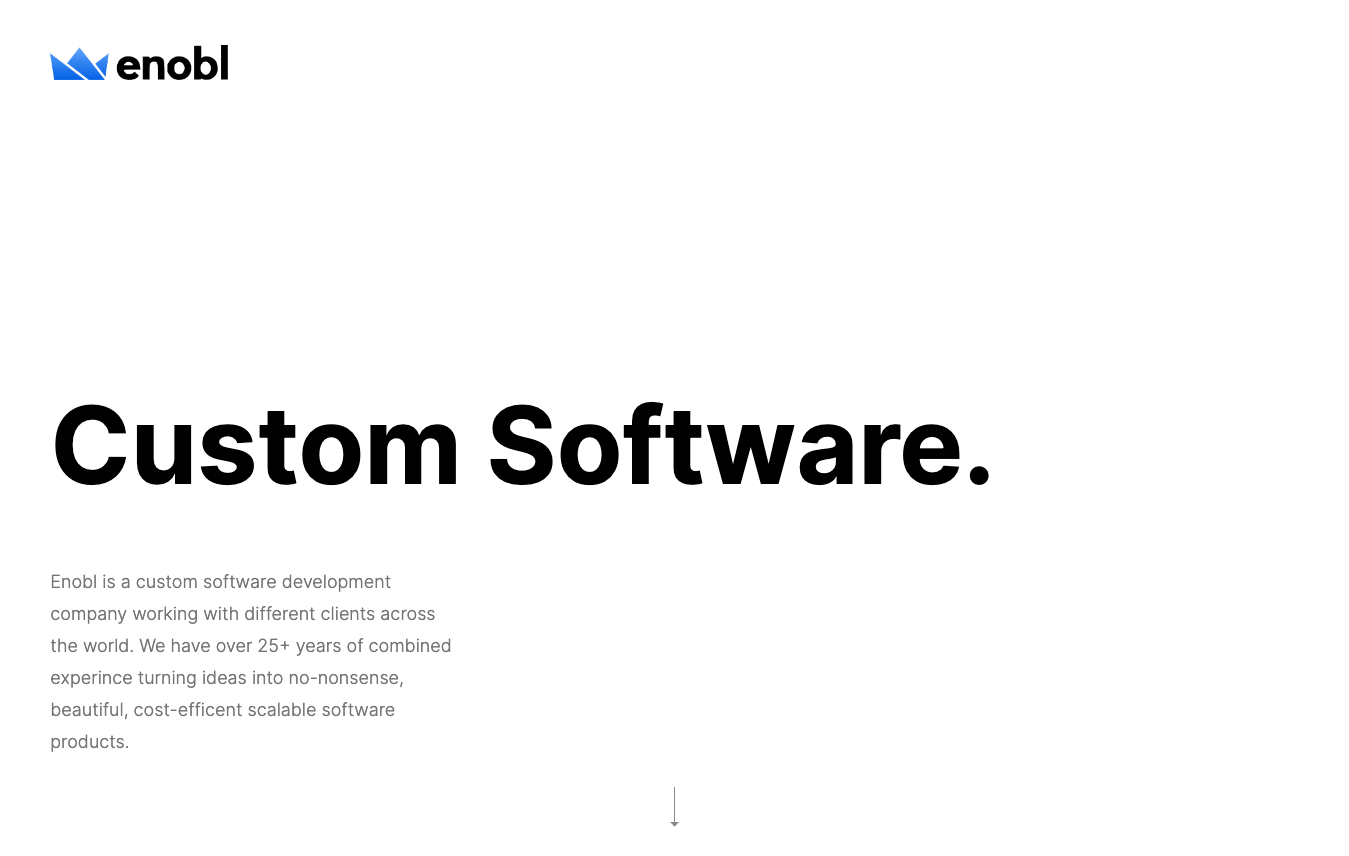 enobl
Custom Software.
Enobl is a custom software development
company working with different clients across
the world. We have over 25+ years of combined
experince turning ideas into no-nonsense,
beautiful, cost-efficent scalable software
products.